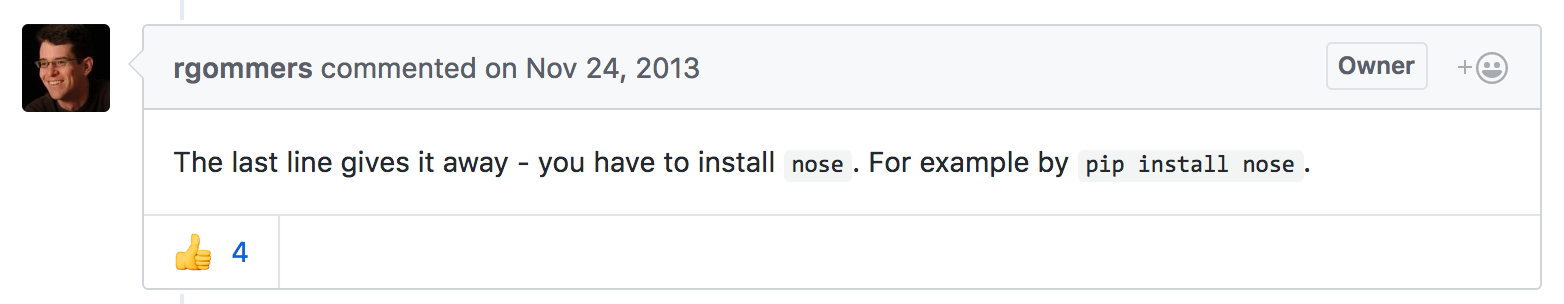 rgommers commented on Nov 24, 2013 Owner +
The last line gives it away - you have to install nose. For example by pip install nose.
4